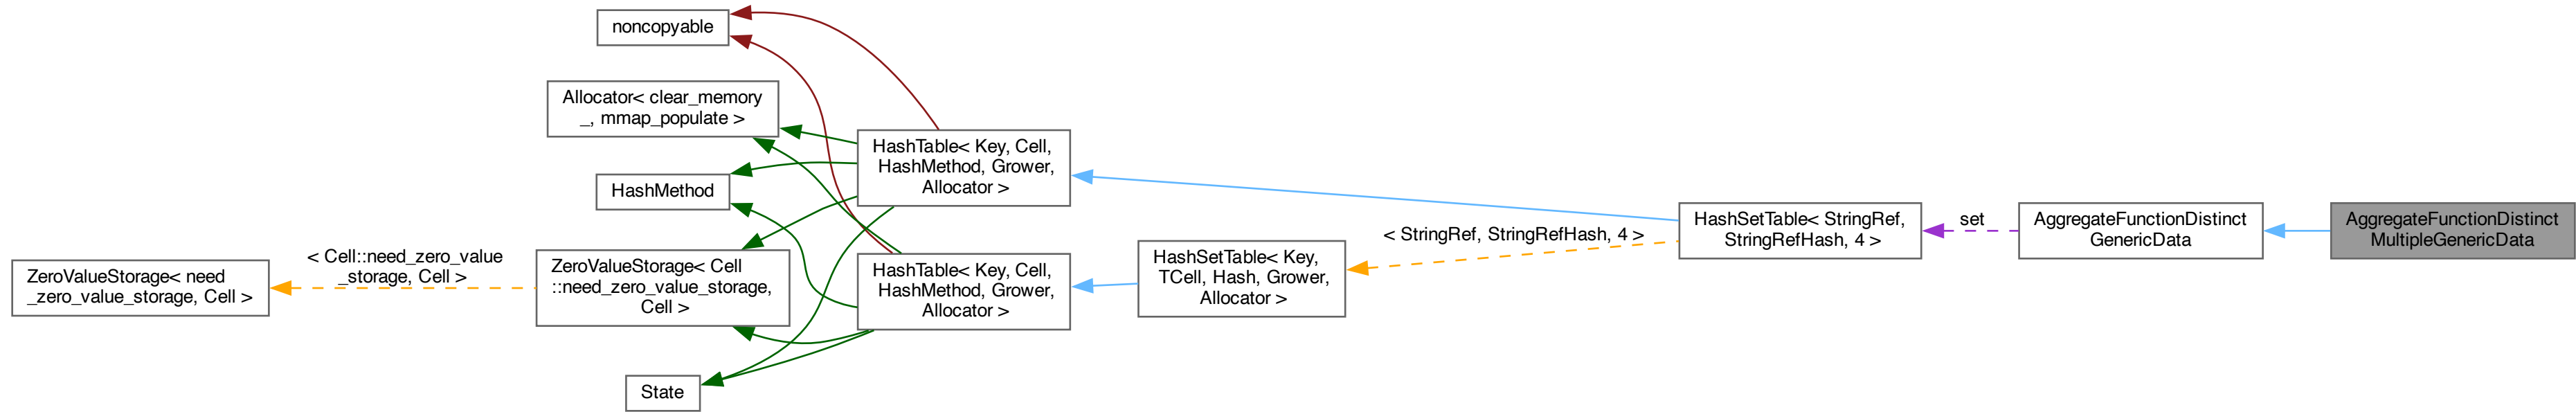 noncopyable
Allocator< clear_memory
_, mmap_populate >
HashMethod
ZeroValueStorage< need
_zero_value_storage, Cell >
< Cell::need_zero_value
_storage, Cell >
ZeroValueStorage< Cell
::need_zero_value_storage,
Cell >
State
HashTable< Key, Cell,
HashMethod, Grower,
Allocator >
HashTable< Key, Cell,
HashMethod, Grower,
Allocator >
HashSetTable< Key,
TCell, Hash, Grower,
Allocator >
< StringRef, StringRefHash, 4 >
HashSetTable< StringRef,
StringRefHash, 4 >
set
AggregateFunctionDistinct
GenericData
AggregateFunctionDistinct
MultipleGenericData